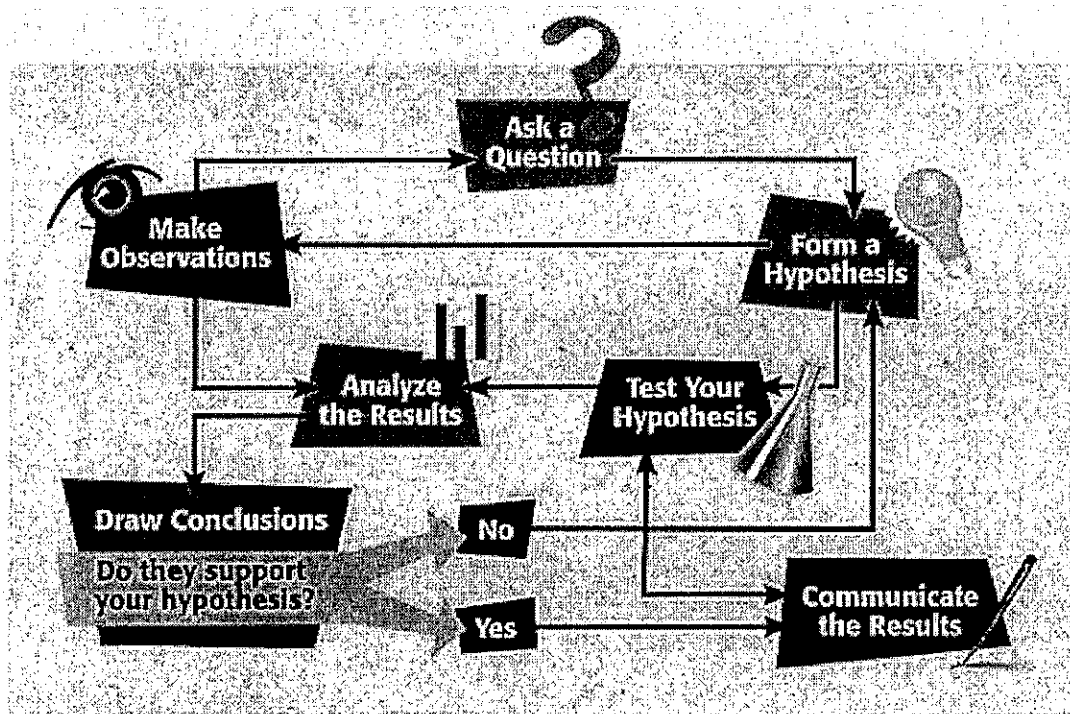 Ask a
Question
Make
Observations
Form a
Hypothesis
Analyze
the Results
Test Your
Hypothesis
Draw Conclusions
Do they support
your hypothesis?
No
Yes
Communicate
the Results